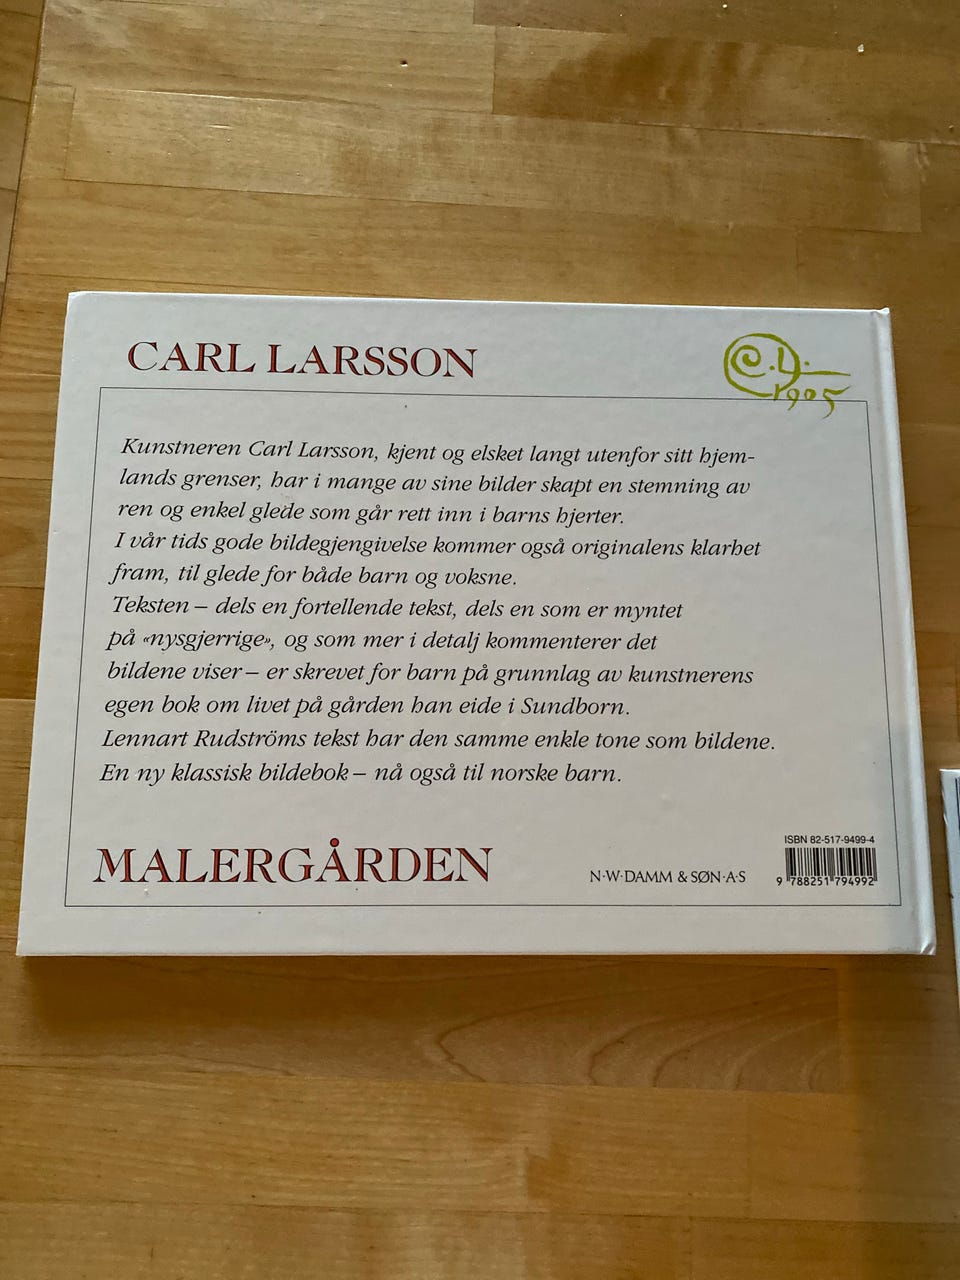 CARL LARSSON
C.L.
1905
Kunstneren Carl Larsson, kjent og elsket langt utenfor sitt hjem-
lands grenser, har i mange av sine bilder skapt en stemning av
ren og enkel glede som går rett inn i barns hjerter.
I vår tids gode bildegjengivelse kommer også originalens klarhet
fram, til glede for både barn og voksne.
Teksten – dels en fortellende tekst, dels en som er myntet
på «nysgjerrige», og som mer i detalj kommenterer det
bildene viser – er skrevet for barn på grunnlag av kunstnerens
egen bok om livet på gården han eide i Sundborn.
Lennart Rudströms tekst har den samme enkle tone som bildene.
En ny klassisk bildebok – nå også til norske barn.
MALERGÅRDEN
N·W·DAMM & SØN·A·S
ISBN 82-517-9499-4
9 788251 794992